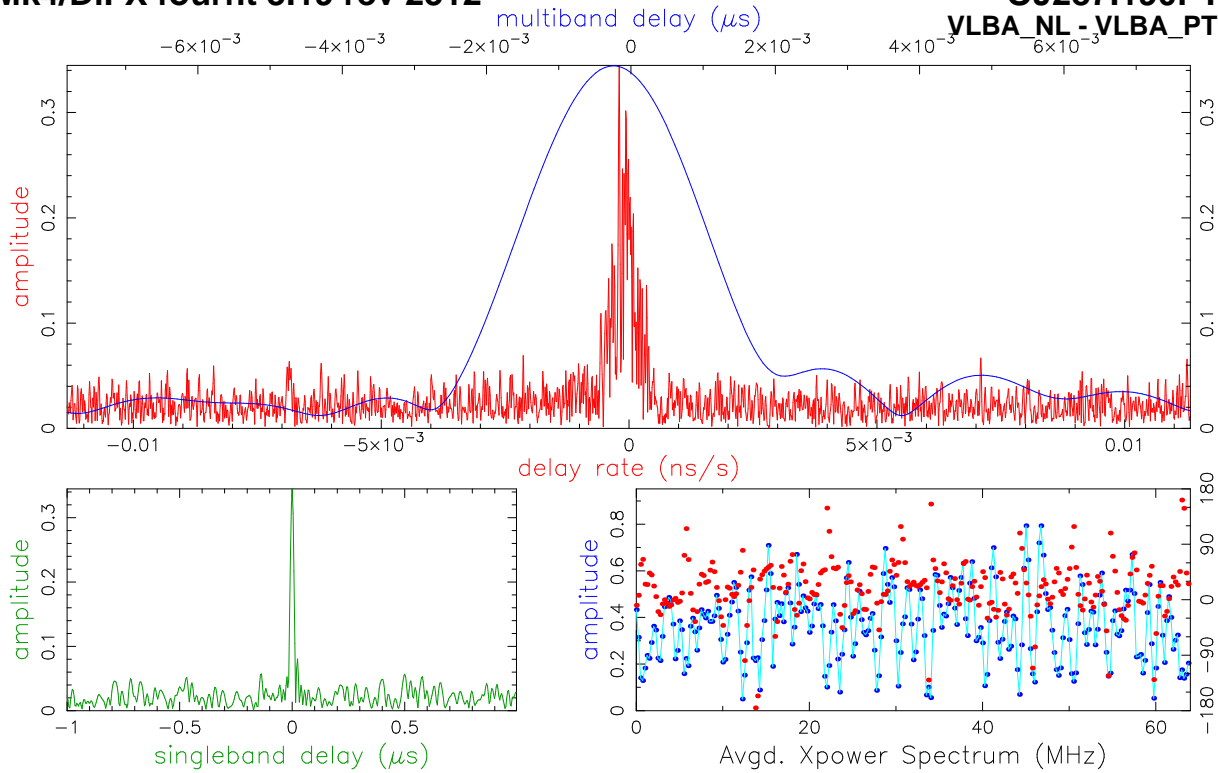 multiband delay (μs)
VLBA_NL - VLBA_PT
−6×10⁻³ −4×10⁻³ −2×10⁻³ 0 2×10⁻³ 4×10⁻³ 6×10⁻³
amplitude
0 0.1 0.2 0.3
0 0.1 0.2 0.3
−0.01 −5×10⁻³ 0 5×10⁻³ 0.01
delay rate (ns/s)
amplitude
0 0.1 0.2 0.3
−1 −0.5 0 0.5
singleband delay (μs)
amplitude
0 0.2 0.4 0.6 0.8
−180 −90 0 90 180
0 20 40 60
Avgd. Xpower Spectrum (MHz)